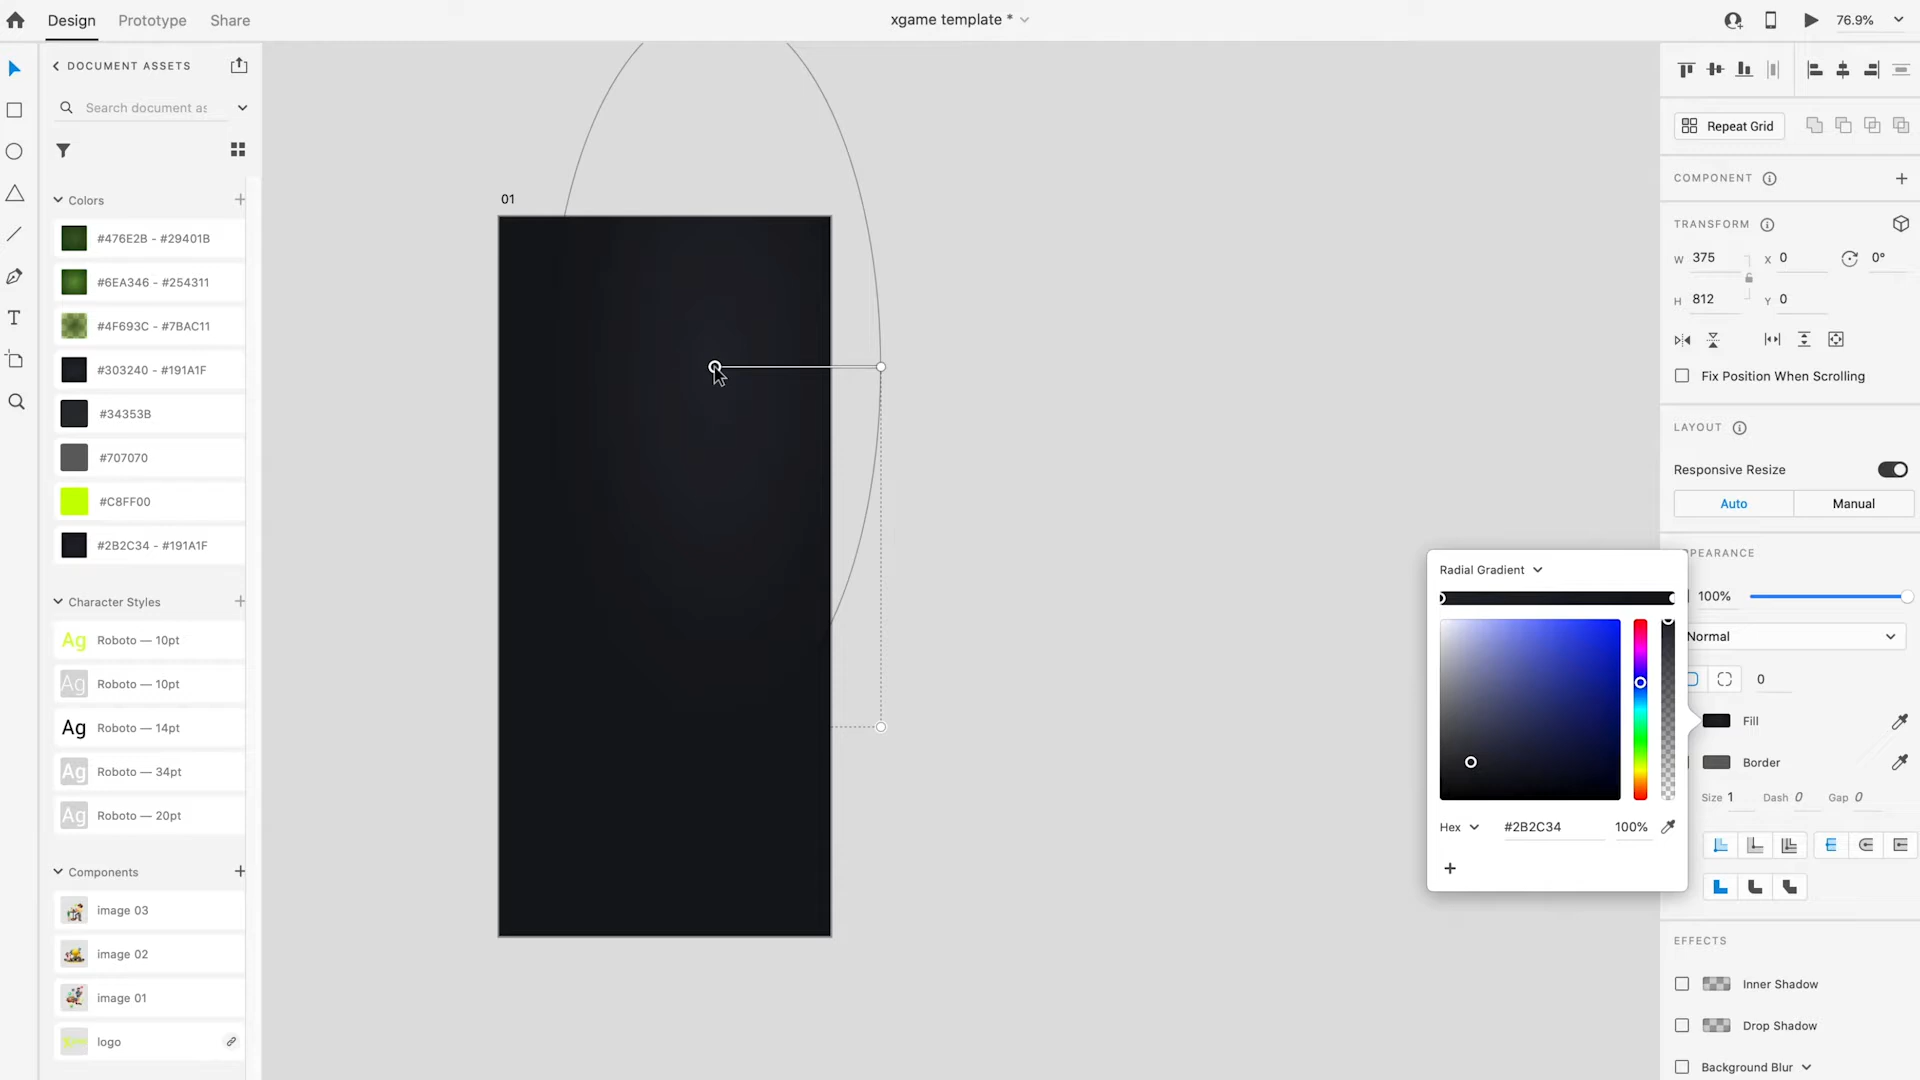 Design Prototype Share
xgame template *
76.9%
DOCUMENT ASSETS
Search document as
Colors
#476E2B - #29401B
#6EA346 - #254311
#4F693C - #7BAC11
#303240 - #191A1F
#34353B
#707070
#C8FF00
#2B2C34 - #191A1F
Character Styles
Ag Roboto — 10pt
Ag Roboto — 10pt
Ag Roboto — 14pt
Ag Roboto — 34pt
Ag Roboto — 20pt
Components
image 03
image 02
image 01
logo
01
Repeat Grid
COMPONENT
TRANSFORM
W 375 X 0 0°
H 812 Y 0
Fix Position When Scrolling
LAYOUT
Responsive Resize
Auto Manual
PPEARANCE
100%
Normal
0
Fill
Border
Size 1 Dash 0 Gap 0
EFFECTS
Inner Shadow
Drop Shadow
Background Blur
Radial Gradient
Hex #2B2C34 100%